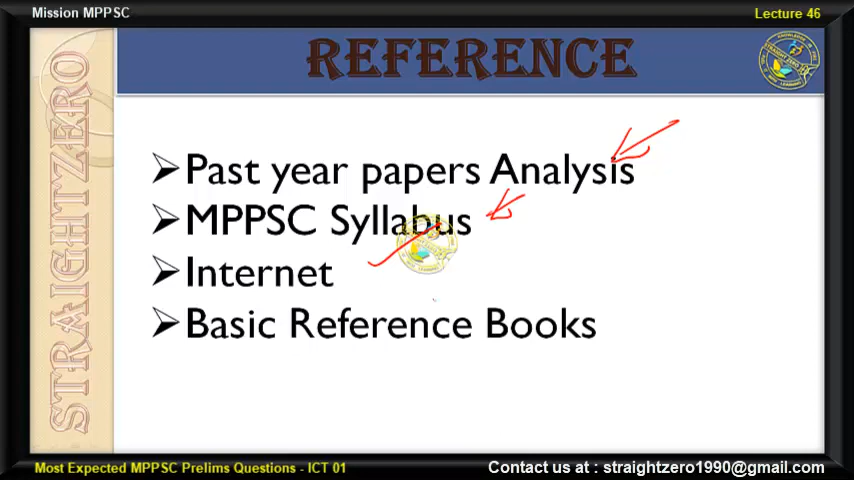 Mission MPPSC
Lecture 46
REFERENCE
STRAIGHTZERO
Past year papers Analysis
MPPSC Syllabus
Internet
Basic Reference Books
Most Expected MPPSC Prelims Questions - ICT 01
Contact us at : straightzero1990@gmail.com